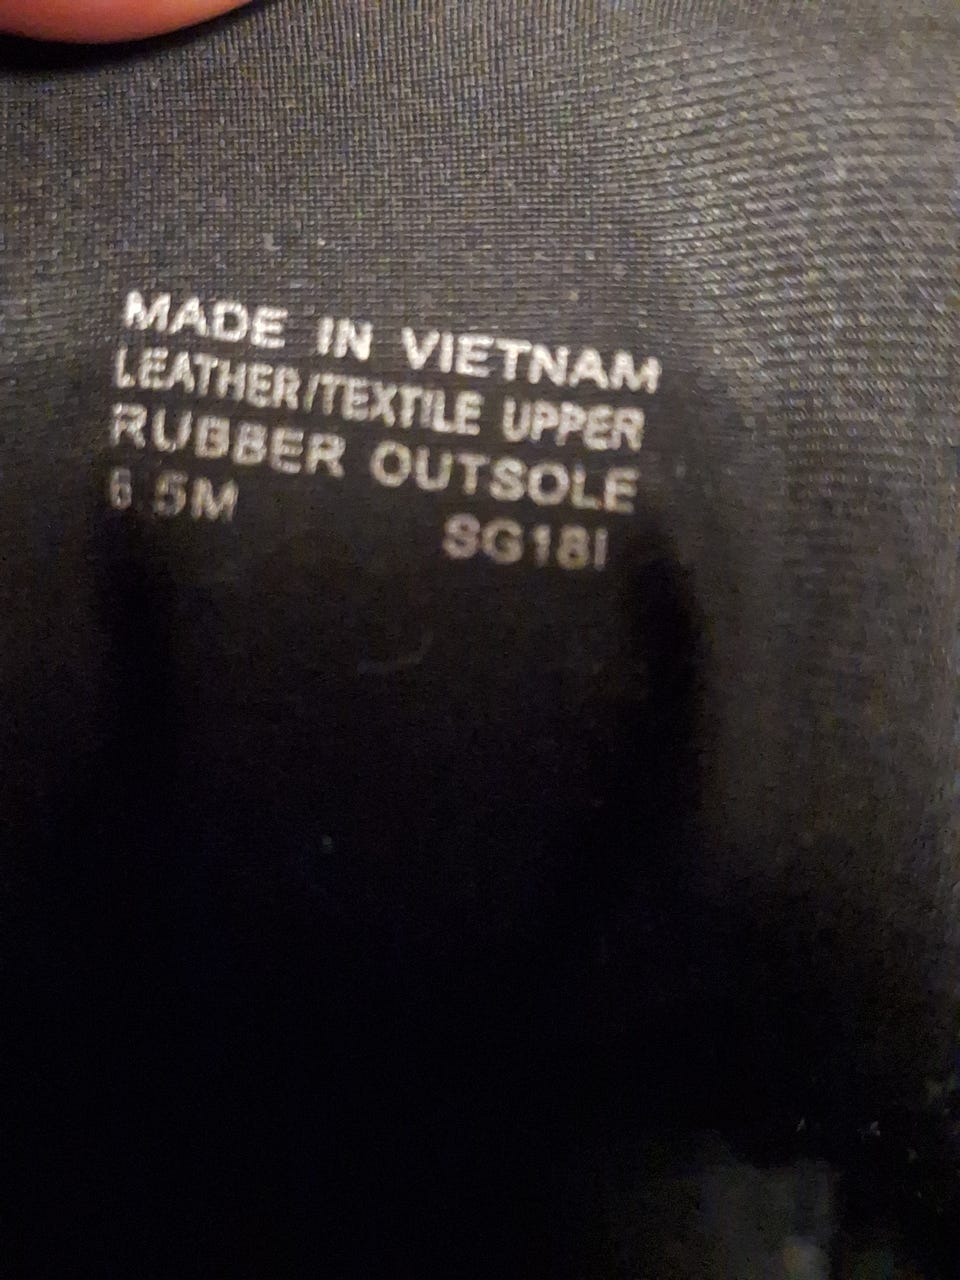 MADE IN VIETNAM
LEATHER/TEXTILE UPPER
RUBBER OUTSOLE
6.5M
SG18I